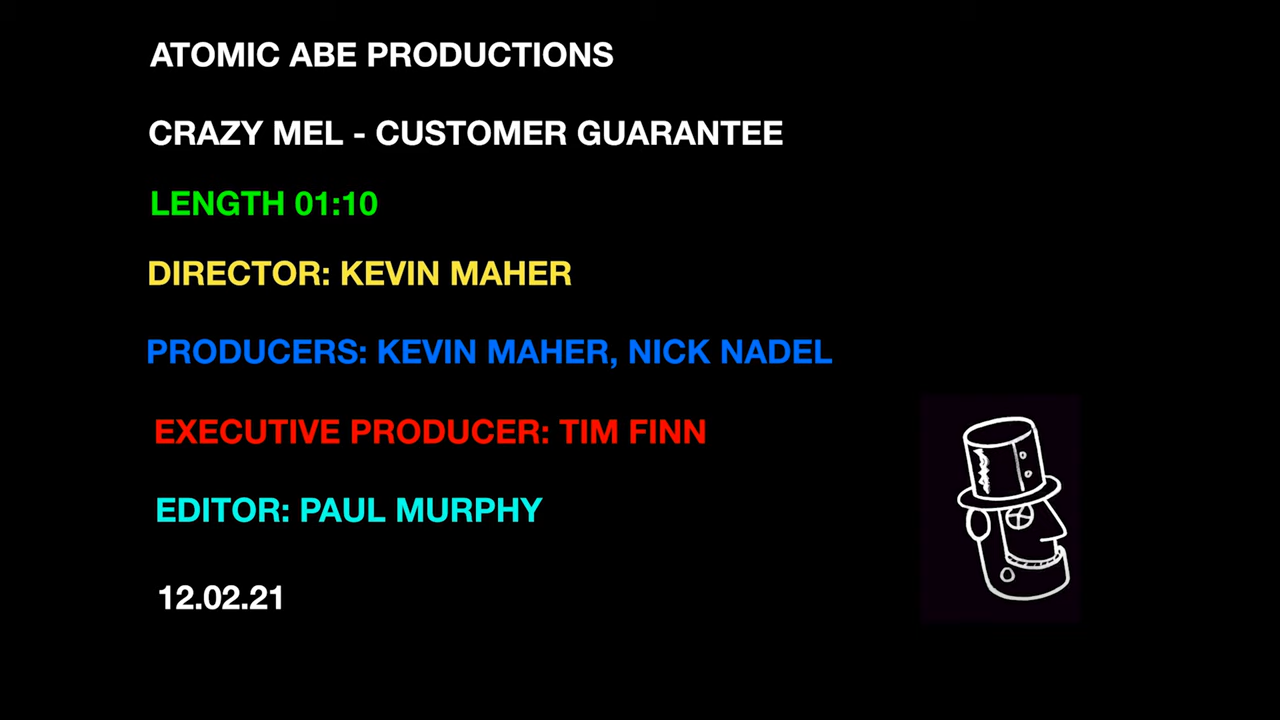 ATOMIC ABE PRODUCTIONS
CRAZY MEL - CUSTOMER GUARANTEE
LENGTH 01:10
DIRECTOR: KEVIN MAHER
PRODUCERS: KEVIN MAHER, NICK NADEL
EXECUTIVE PRODUCER: TIM FINN
EDITOR: PAUL MURPHY
12.02.21